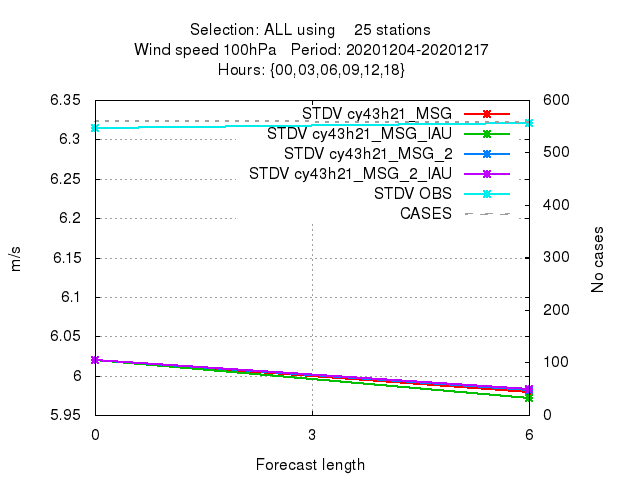 Selection: ALL using 25 stations
Wind speed 100hPa Period: 20201204-20201217
Hours: {00,03,06,09,12,18}
6.35
6.3
6.25
6.2
6.15
6.1
6.05
6
5.95
600
500
400
300
200
100
0
STDV cy43h21_MSG
STDV cy43h21_MSG_IAU
STDV cy43h21_MSG_2
STDV cy43h21_MSG_2_IAU
STDV OBS
CASES
m/s
No cases
0 3 6
Forecast length